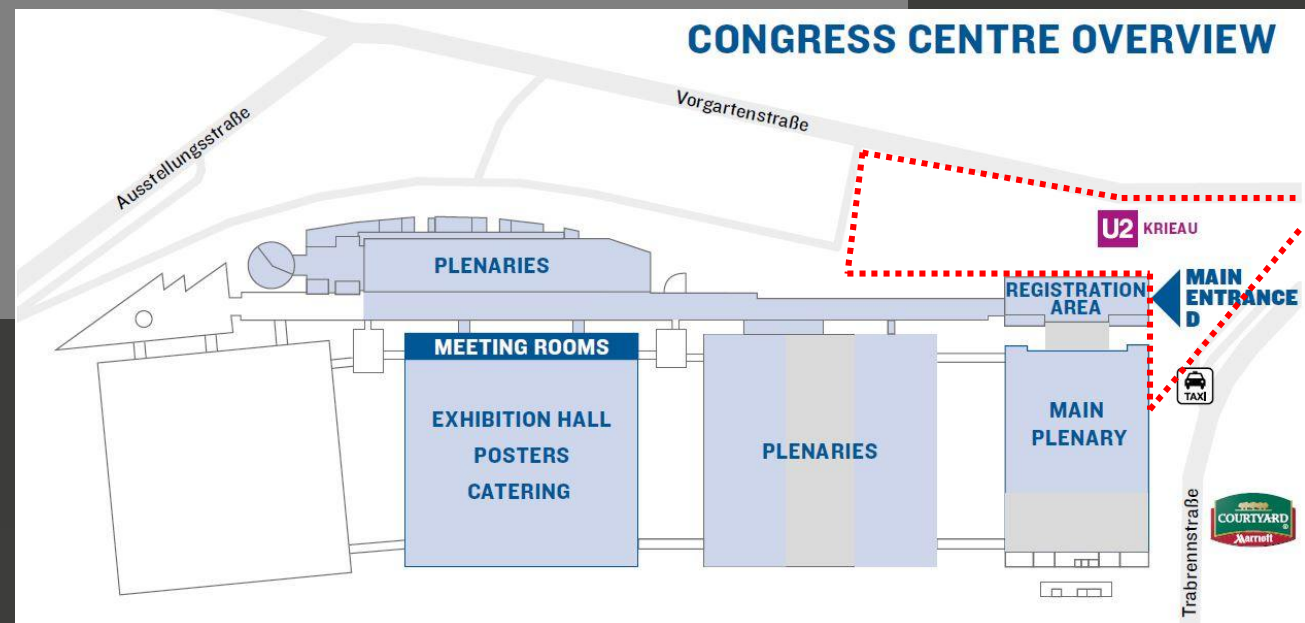 CONGRESS CENTRE OVERVIEW
Vorgartenstraße
Ausstellungsstraße
U2 KRIEAU
PLENARIES
REGISTRATION
AREA
MAIN
ENTRANCE
D
MEETING ROOMS
TAXI
EXHIBITION HALL
POSTERS
CATERING
PLENARIES
MAIN
PLENARY
Trabrennstraße
COURTYARD
Marriott